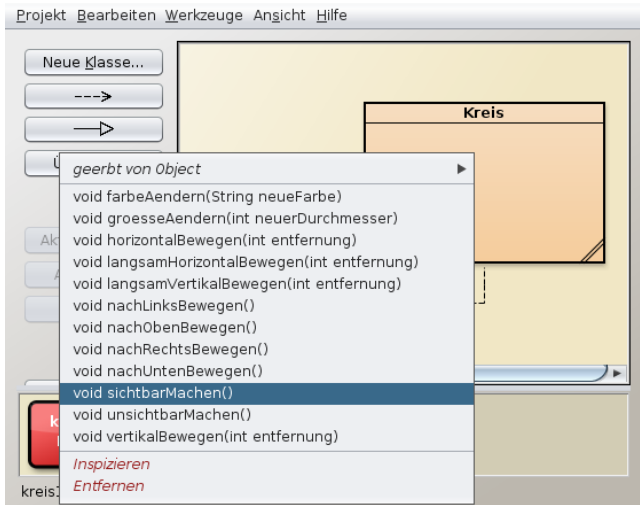 Projekt Bearbeiten Werkzeuge Ansicht Hilfe
Neue Klasse...
Kreis
geerbt von Object
void farbeAendern(String neueFarbe)
void groesseAendern(int neuerDurchmesser)
void horizontalBewegen(int entfernung)
void langsamHorizontalBewegen(int entfernung)
void langsamVertikalBewegen(int entfernung)
void nachLinksBewegen()
void nachObenBewegen()
void nachRechtsBewegen()
void nachUntenBewegen()
void sichtbarMachen()
void unsichtbarMachen()
void vertikalBewegen(int entfernung)
Inspizieren
Entfernen